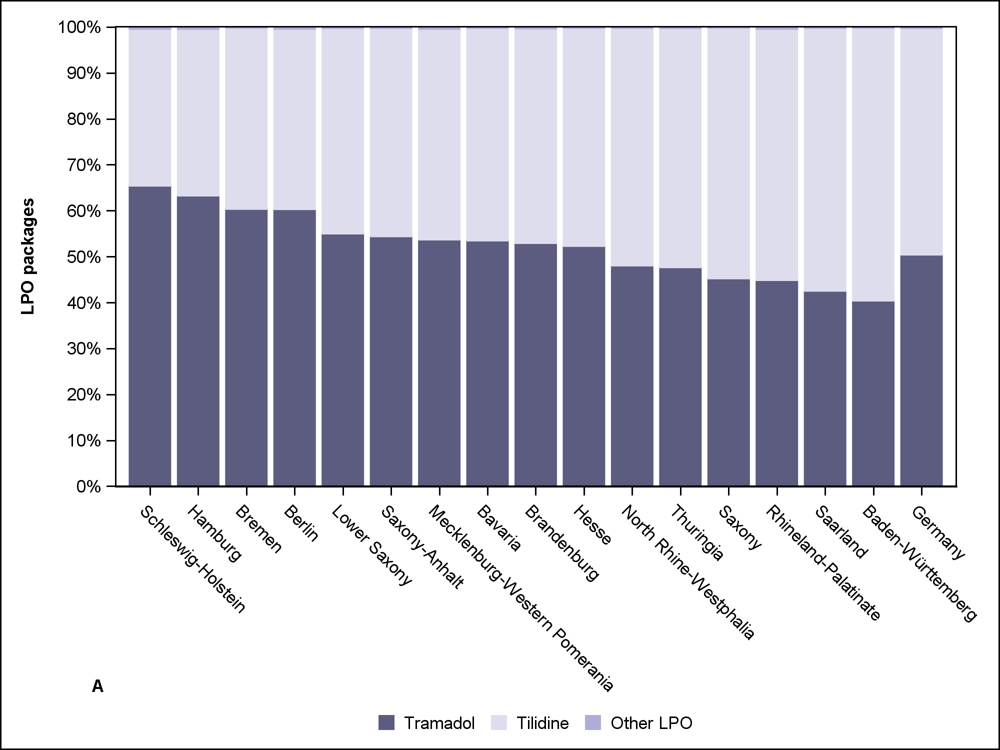 100%
90%
80%
70%
60%
50%
40%
30%
20%
10%
0%
LPO packages
Schleswig-Holstein
Hamburg
Bremen
Berlin
Lower Saxony
Saxony-Anhalt
Mecklenburg-Western Pomerania
Bavaria
Brandenburg
Hesse
North Rhine-Westphalia
Thuringia
Saxony
Rhineland-Palatinate
Saarland
Baden-Württemberg
Germany
A
Tramadol Tilidine Other LPO